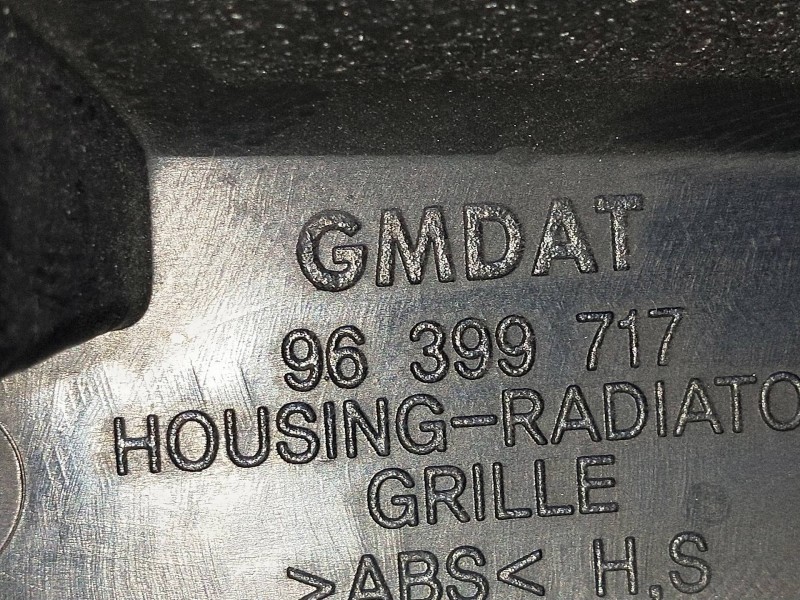 GMDAT
96 399 717
HOUSING-RADIATO
GRILLE
>ABS< H,S